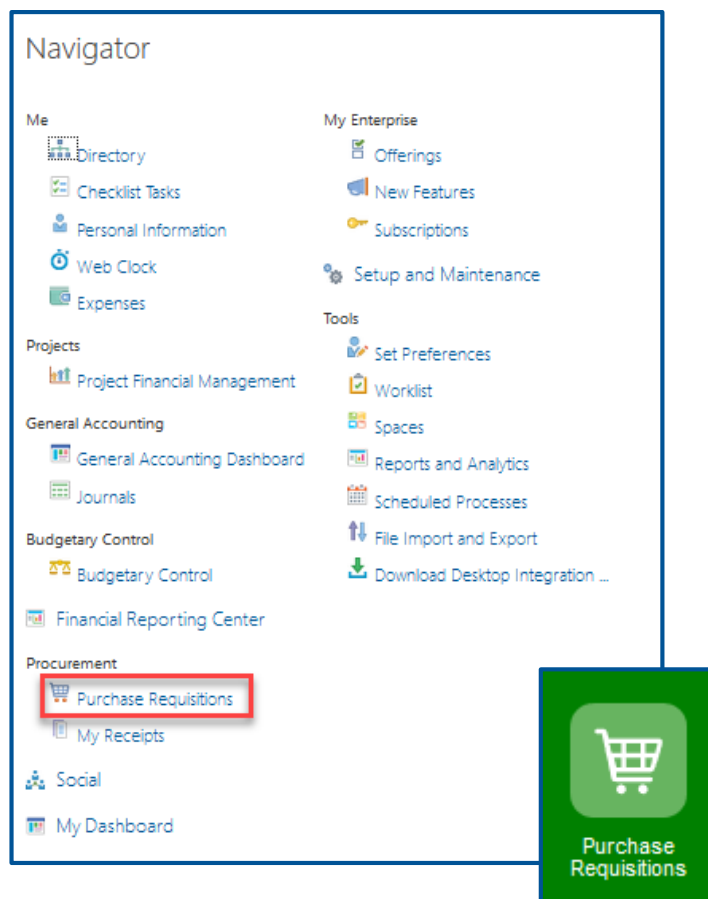 Navigator
Me
Directory
Checklist Tasks
Personal Information
Web Clock
Expenses
Projects
Project Financial Management
General Accounting
General Accounting Dashboard
Journals
Budgetary Control
Budgetary Control
Financial Reporting Center
Procurement
Purchase Requisitions
My Receipts
Social
My Dashboard
My Enterprise
Offerings
New Features
Subscriptions
Setup and Maintenance
Tools
Set Preferences
Worklist
Spaces
Reports and Analytics
Scheduled Processes
File Import and Export
Download Desktop Integration ...
Purchase
Requisitions